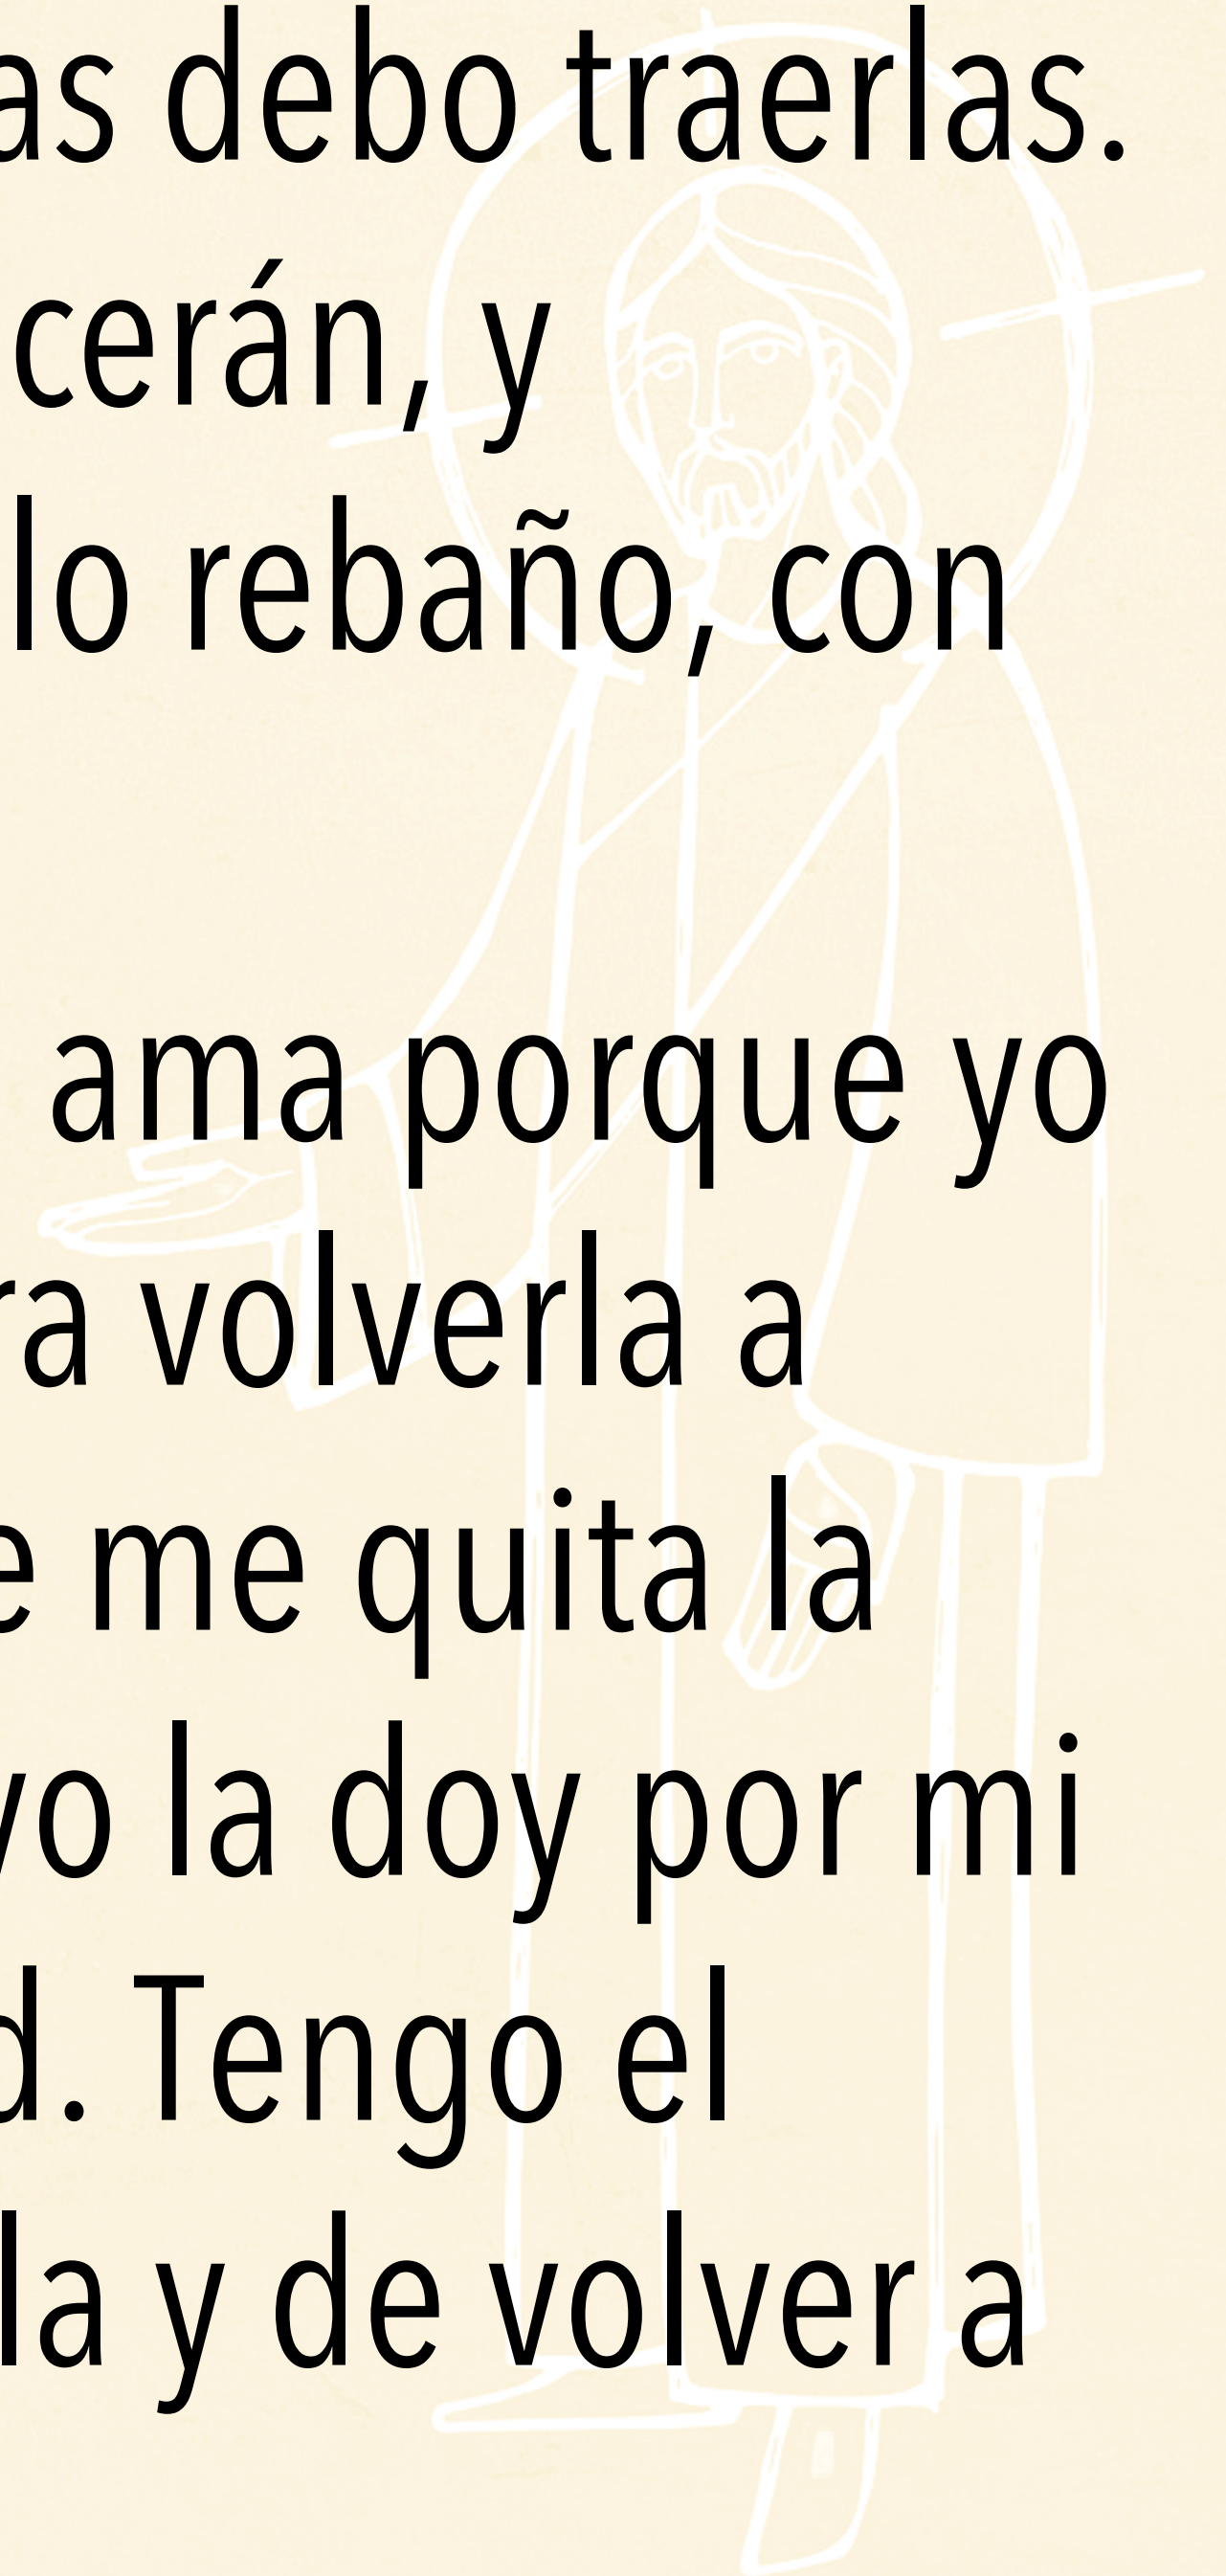 as debo traerlas.
cerán, y
lo rebaño, con
ama porque yo
ra volverla a
e me quita la
yo la doy por mi
d. Tengo el
la y de volver a